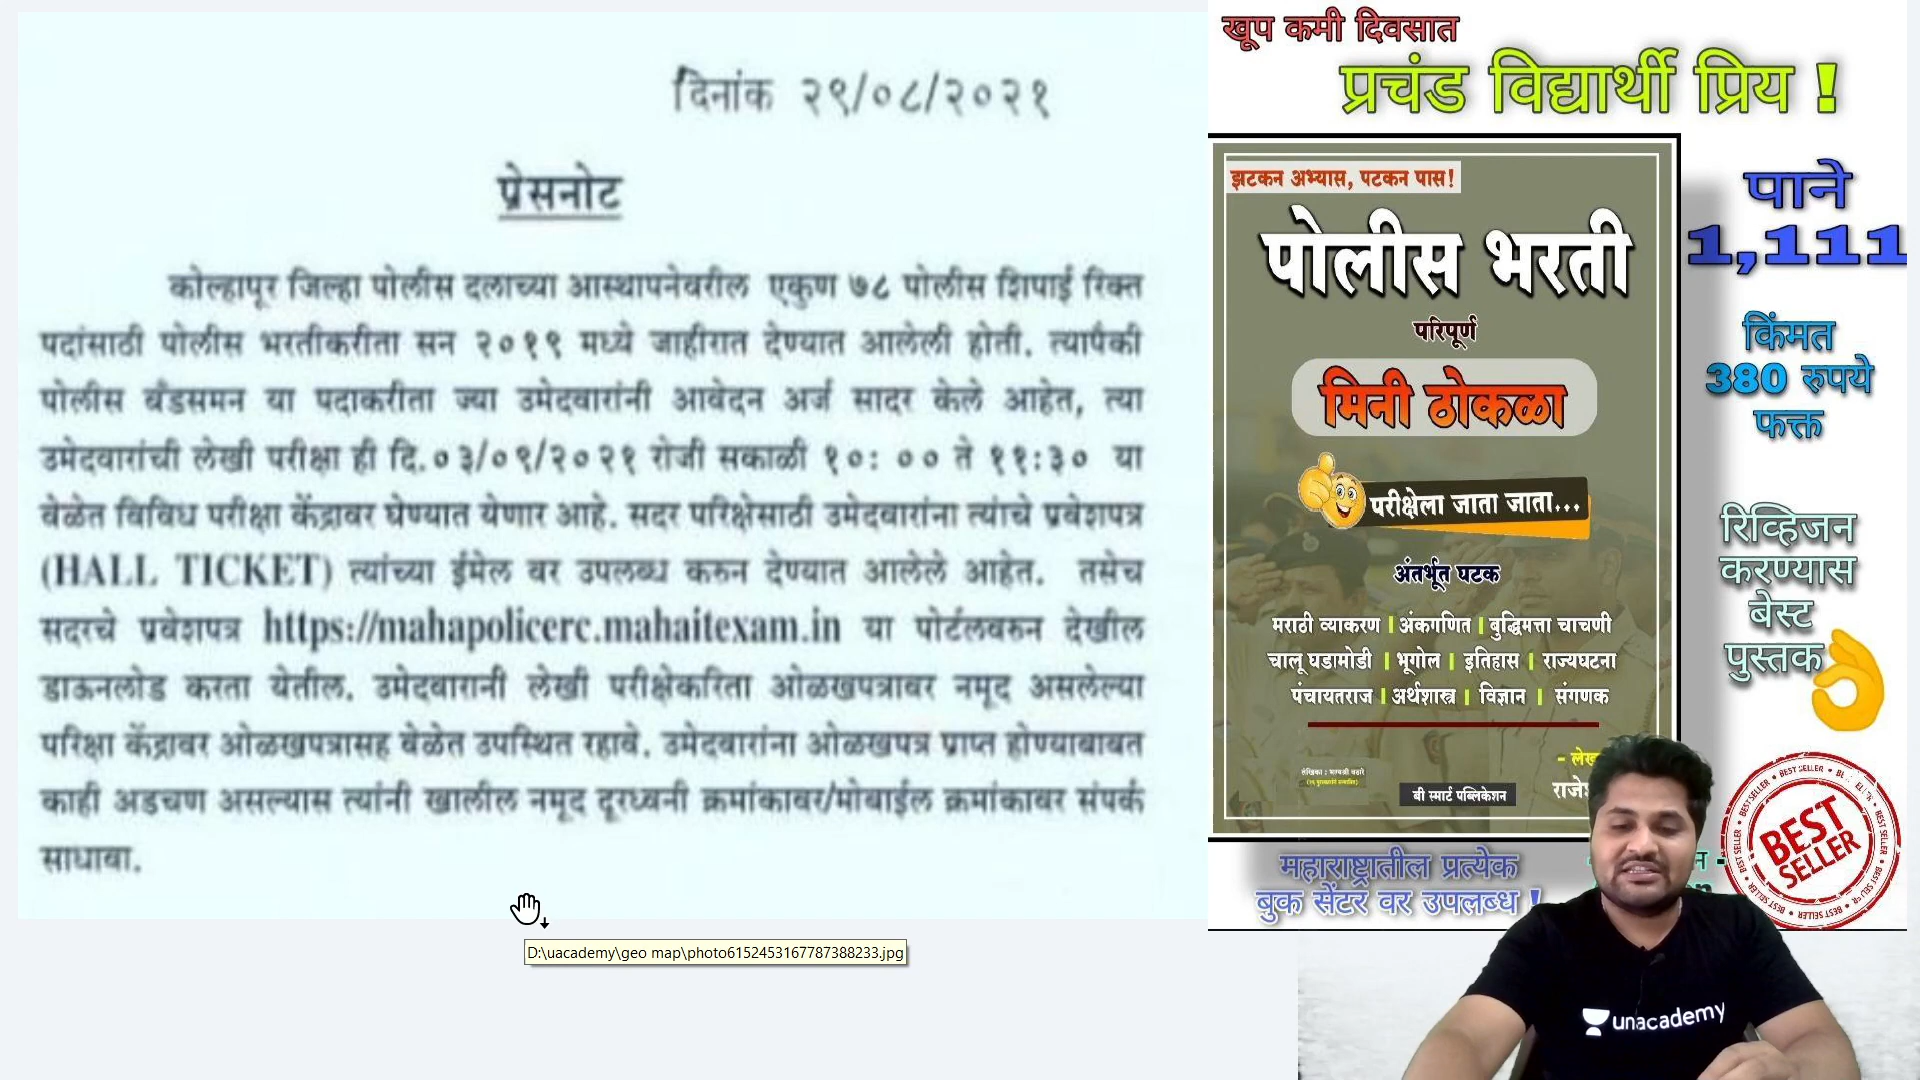 दिनांक २९/०८/२०२१
प्रेसनोट
कोल्हापूर जिल्हा पोलीस दलाच्या आस्थापनेवरील एकुण ७८ पोलीस शिपाई रिक्त
पदांसाठी पोलीस भरतीकरीता सन २०१९ मध्ये जाहीरात देण्यात आलेली होती. त्यापैकी
पोलीस बँडसमन या पदाकरीता ज्या उमेदवारांनी आवेदन अर्ज सादर केले आहेत, त्या
उमेदवारांची लेखी परीक्षा ही दि.०३/०९/२०२१ रोजी सकाळी १०: ०० ते ११:३० या
वेळेत विविध परीक्षा केंद्रावर घेण्यात येणार आहे. सदर परिक्षेसाठी उमेदवारांना त्यांचे प्रवेशपत्र
(HALL TICKET) त्यांच्या ईमेल वर उपलब्ध करुन देण्यात आलेले आहेत. तसेच
सदरचे प्रवेशपत्र https://mahapolicerc.mahaitexam.in या पोर्टलवरुन देखील
डाऊनलोड करता येतील. उमेदवारानी लेखी परीक्षेकरिता ओळखपत्रावर नमूद असलेल्या
परिक्षा केंद्रावर ओळखपत्रासह वेळेत उपस्थित रहावे. उमेदवारांना ओळखपत्र प्राप्त होण्याबाबत
काही अडचण असल्यास त्यांनी खालील नमूद दूरध्वनी क्रमांकावर/मोबाईल क्रमांकावर संपर्क
साधावा.
D:\uacademy\geo map\photo6152453167787388233.jpg
खूप कमी दिवसात
प्रचंड विद्यार्थी प्रिय !
झटकन अभ्यास, पटकन पास!
पोलीस भरती
परिपूर्ण
मिनी ठोकळा
परीक्षेला जाता जाता...
अंतर्भूत घटक
मराठी व्याकरण | अंकगणित | बुद्धिमत्ता चाचणी
चालू घडामोडी | भूगोल | इतिहास | राज्यघटना
पंचायतराज | अर्थशास्त्र | विज्ञान | संगणक
बी स्मार्ट पब्लिकेशन
पाने
1,111
किंमत
380 रुपये
फक्त
रिव्हिजन
करण्यास
बेस्ट
पुस्तक
BEST SELLER
महाराष्ट्रातील प्रत्येक
बुक सेंटर वर उपलब्ध !
unacademy